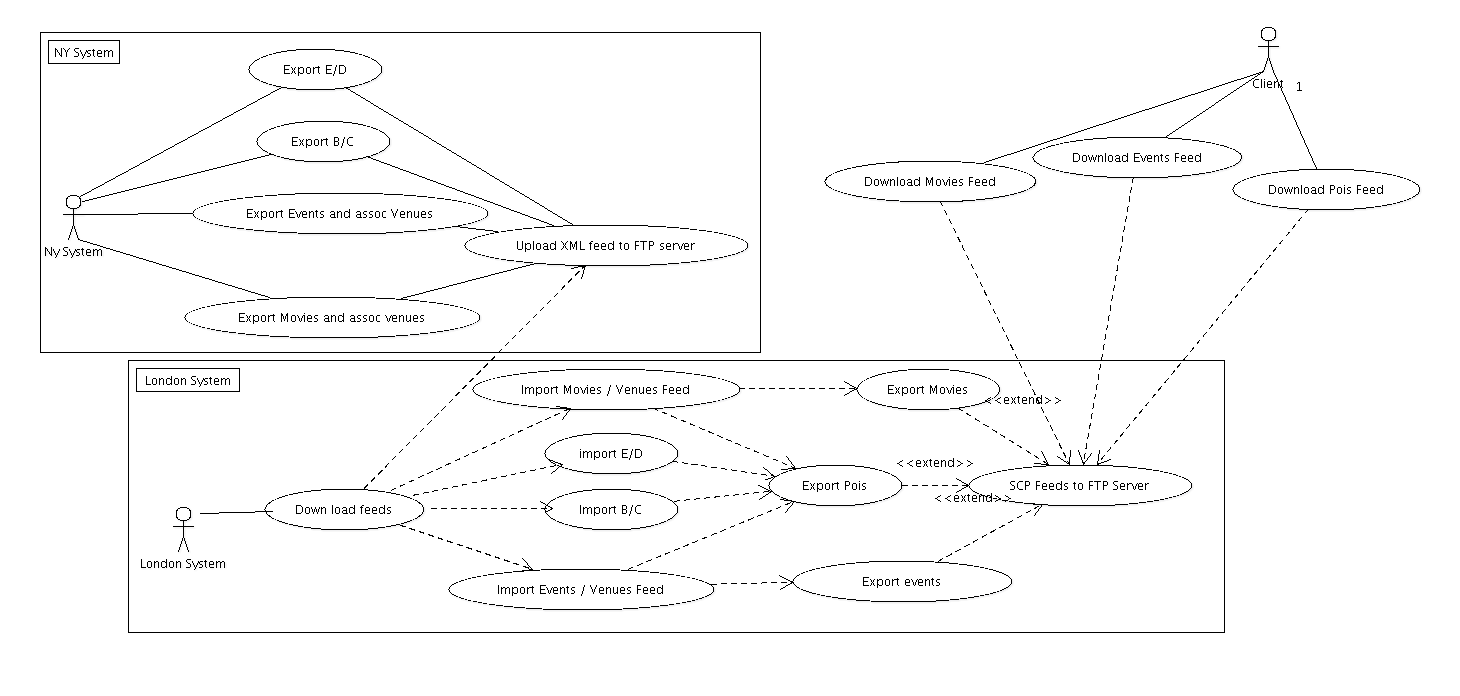 NY System
Export E/D
Export B/C
Export Events and assoc Venues
Upload XML feed to FTP server
Ny System
Export Movies and assoc venues
Client
1
Download Movies Feed
Download Events Feed
Download Pois Feed
London System
Import Movies / Venues Feed
Export Movies
<<extend>>
import E/D
<<extend>>
Export Pois
SCP Feeds to FTP Server
<<extend>>
Down load feeds
Import B/C
London System
Import Events / Venues Feed
Export events